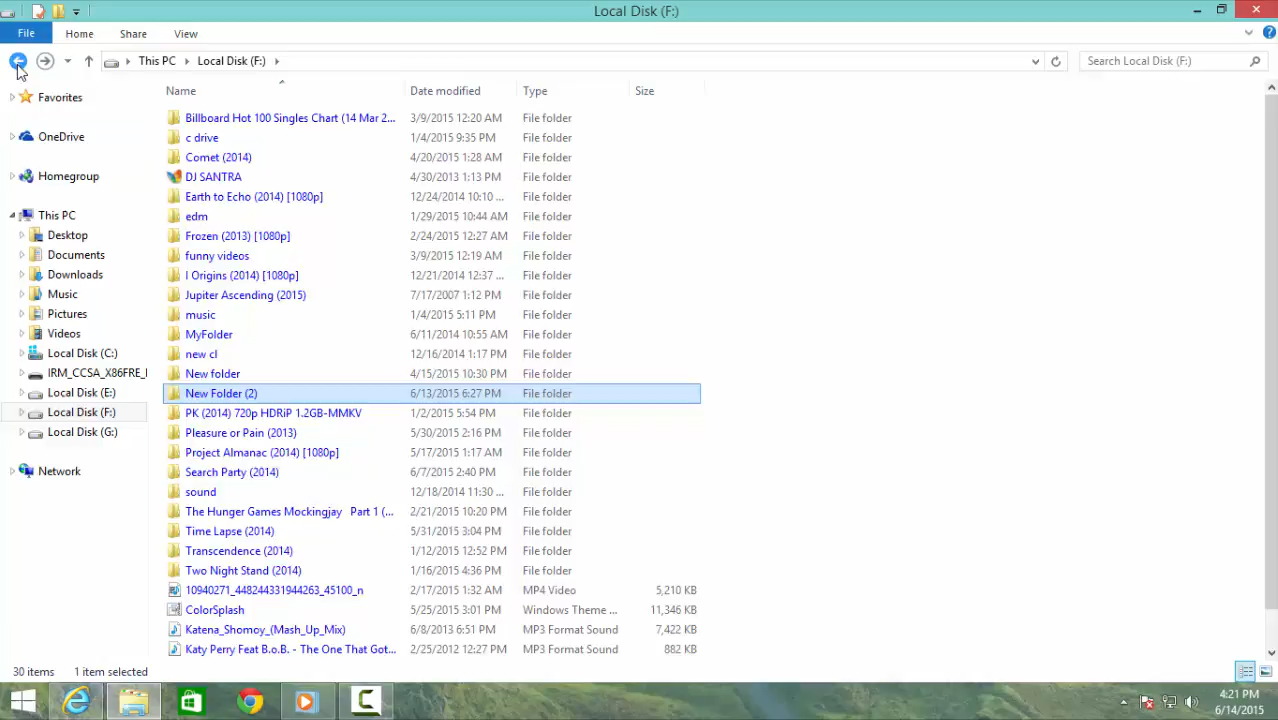 Local Disk (F:)
File Home Share View
This PC Local Disk (F:) Search Local Disk (F:)
Name Date modified Type Size
Favorites
OneDrive
Homegroup
This PC
Desktop
Documents
Downloads
Music
Pictures
Videos
Local Disk (C:)
IRM_CCSA_X86FRE_
Local Disk (E:)
Local Disk (F:)
Local Disk (G:)
Network
Billboard Hot 100 Singles Chart (14 Mar 2... 3/9/2015 12:20 AM File folder
c drive 1/4/2015 9:35 PM File folder
Comet (2014) 4/20/2015 1:28 AM File folder
DJ SANTRA 4/30/2013 1:13 PM File folder
Earth to Echo (2014) [1080p] 12/24/2014 10:10 ... File folder
edm 1/29/2015 10:44 AM File folder
Frozen (2013) [1080p] 2/24/2015 12:27 AM File folder
funny videos 3/9/2015 12:19 AM File folder
I Origins (2014) [1080p] 12/21/2014 12:37 ... File folder
Jupiter Ascending (2015) 7/17/2007 1:12 PM File folder
music 1/4/2015 5:11 PM File folder
MyFolder 6/11/2014 10:55 AM File folder
new cl 12/16/2014 1:17 PM File folder
New folder 4/15/2015 10:30 PM File folder
New Folder (2) 6/13/2015 6:27 PM File folder
PK (2014) 720p HDRiP 1.2GB-MMKV 1/2/2015 5:54 PM File folder
Pleasure or Pain (2013) 5/30/2015 2:16 PM File folder
Project Almanac (2014) [1080p] 5/17/2015 1:17 AM File folder
Search Party (2014) 6/7/2015 2:40 PM File folder
sound 12/18/2014 11:30 ... File folder
The Hunger Games Mockingjay Part 1 (... 2/21/2015 10:20 PM File folder
Time Lapse (2014) 5/31/2015 3:04 PM File folder
Transcendence (2014) 1/12/2015 12:52 PM File folder
Two Night Stand (2014) 1/16/2015 4:36 PM File folder
10940271_448244331944263_45100_n 2/17/2015 1:32 AM MP4 Video 5,210 KB
ColorSplash 5/25/2015 3:01 PM Windows Theme ... 11,346 KB
Katena_Shomoy_(Mash_Up_Mix) 6/8/2013 6:51 PM MP3 Format Sound 7,422 KB
Katy Perry Feat B.o.B. - The One That Got... 2/25/2012 12:27 PM MP3 Format Sound 882 KB
30 items 1 item selected
4:21 PM
6/14/2015